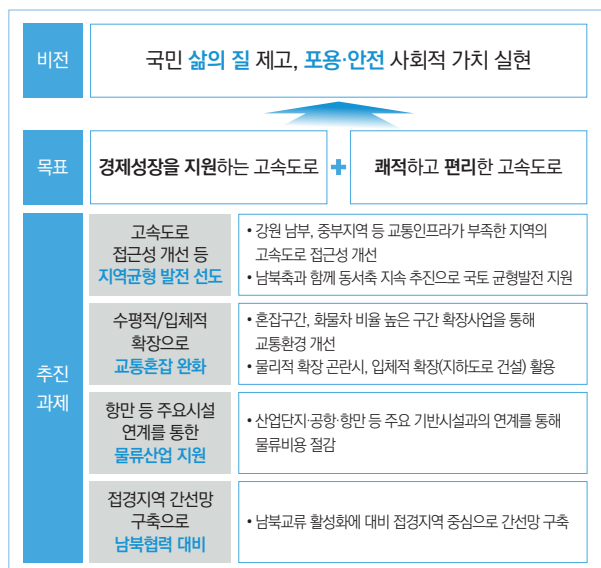 비전
국민 삶의 질 제고, 포용·안전 사회적 가치 실현
목표
경제성장을 지원하는 고속도로
+
쾌적하고 편리한 고속도로
추진
과제
고속도로
접근성 개선 등
지역균형 발전 선도
• 강원 남부, 중부지역 등 교통인프라가 부족한 지역의
고속도로 접근성 개선
• 남북축과 함께 동서축 지속 추진으로 국토 균형발전 지원
수평적/입체적
확장으로
교통혼잡 완화
• 혼잡구간, 화물차 비율 높은 구간 확장사업을 통해
교통환경 개선
• 물리적 확장 곤란시, 입체적 확장(지하도로 건설) 활용
항만 등 주요시설
연계를 통한
물류산업 지원
• 산업단지·공항·항만 등 주요 기반시설과의 연계를 통해
물류비용 절감
접경지역 간선망
구축으로
남북협력 대비
• 남북교류 활성화에 대비 접경지역 중심으로 간선망 구축